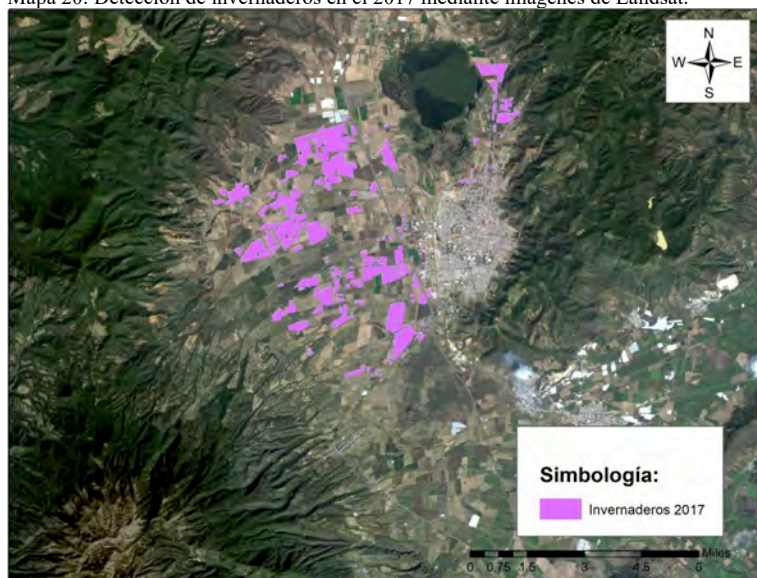 Mapa 20: Detección de invernaderos en el 2017 mediante imágenes de Landsat.
N
W E
S
Simbología:
Invernaderos 2017
Miles
0 0.75 1.5 3 4.5 6